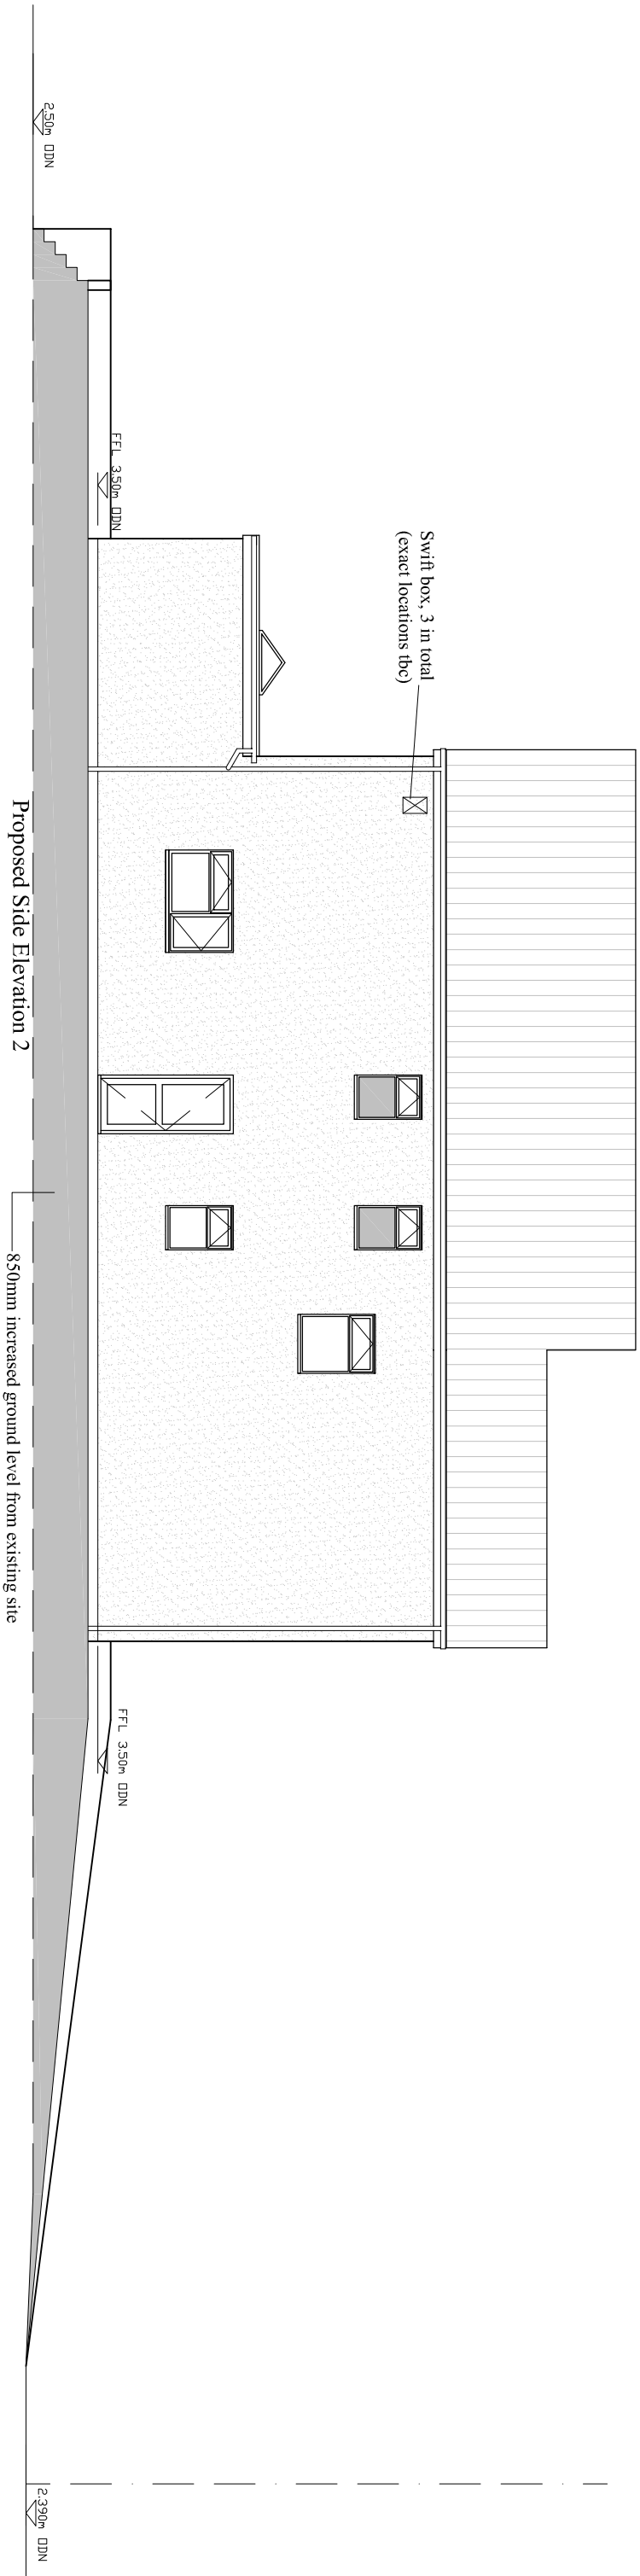 2.50m ODN
FFL 3.50m ODN
Swift box, 3 in total
(exact locations tbc)
FFL 3.50m ODN
2.390m ODN
850mm increased ground level from existing site
Proposed Side Elevation 2